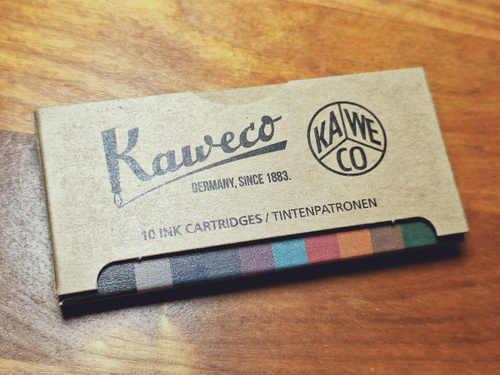 Kaweco
GERMANY, SINCE 1883.
KA WE
CO
10 INK CARTRIDGES / TINTENPATRONEN